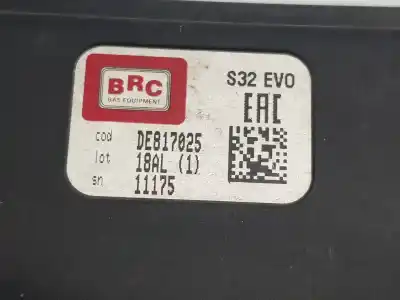 BRC
GAS EQUIPMENT
S32 EVO
EAC
cod DE817025
lot 18AL (1)
sn 11175